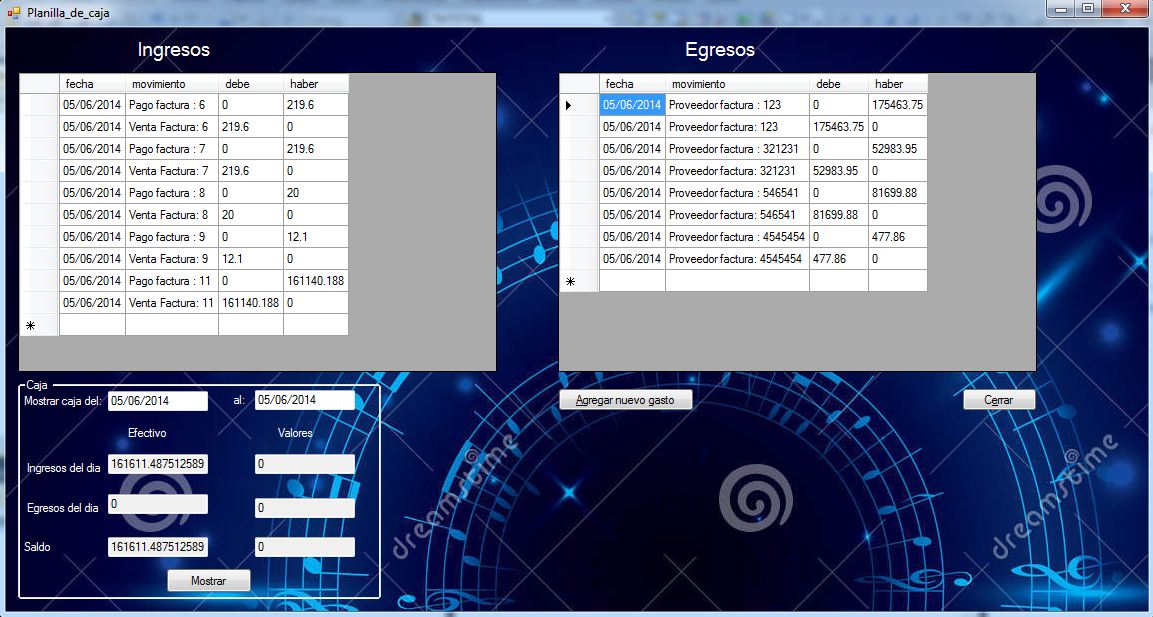 Planilla_de_caja
Ingresos
fecha movimiento debe haber
05/06/2014 Pago factura : 6 0 219.6
05/06/2014 Venta Factura: 6 219.6 0
05/06/2014 Pago factura : 7 0 219.6
05/06/2014 Venta Factura: 7 219.6 0
05/06/2014 Pago factura : 8 0 20
05/06/2014 Venta Factura: 8 20 0
05/06/2014 Pago factura : 9 0 12.1
05/06/2014 Venta Factura: 9 12.1 0
05/06/2014 Pago factura : 11 0 161140.188
05/06/2014 Venta Factura: 11 161140.188 0
Egresos
fecha movimiento debe haber
05/06/2014 Proveedor factura : 123 0 175463.75
05/06/2014 Proveedor factura: 123 175463.75 0
05/06/2014 Proveedor factura : 321231 0 52983.95
05/06/2014 Proveedor factura: 321231 52983.95 0
05/06/2014 Proveedor factura : 546541 0 81699.88
05/06/2014 Proveedor factura: 546541 81699.88 0
05/06/2014 Proveedor factura : 4545454 0 477.86
05/06/2014 Proveedor factura: 4545454 477.86 0
Caja
Mostrar caja del: 05/06/2014 al: 05/06/2014
Efectivo Valores
Ingresos del dia 161611.487512589 0
Egresos del dia 0 0
Saldo 161611.487512589 0
Mostrar
Agregar nuevo gasto
Cerrar
dreamstime
dreamstime